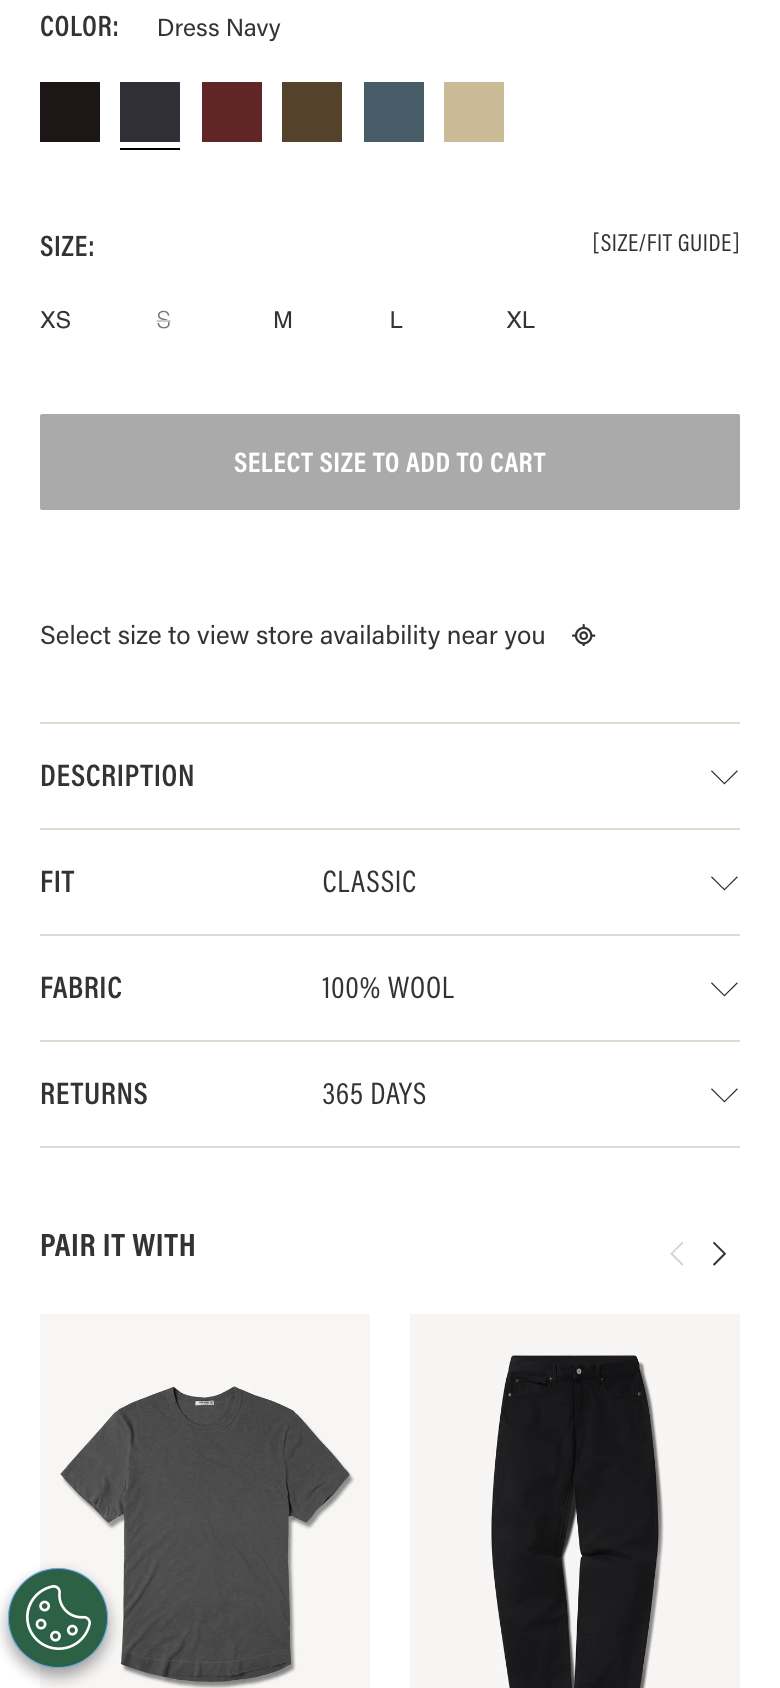 COLOR: Dress Navy
SIZE: [SIZE/FIT GUIDE]
XS S M L XL
SELECT SIZE TO ADD TO CART
Select size to view store availability near you
DESCRIPTION
FIT CLASSIC
FABRIC 100% WOOL
RETURNS 365 DAYS
PAIR IT WITH